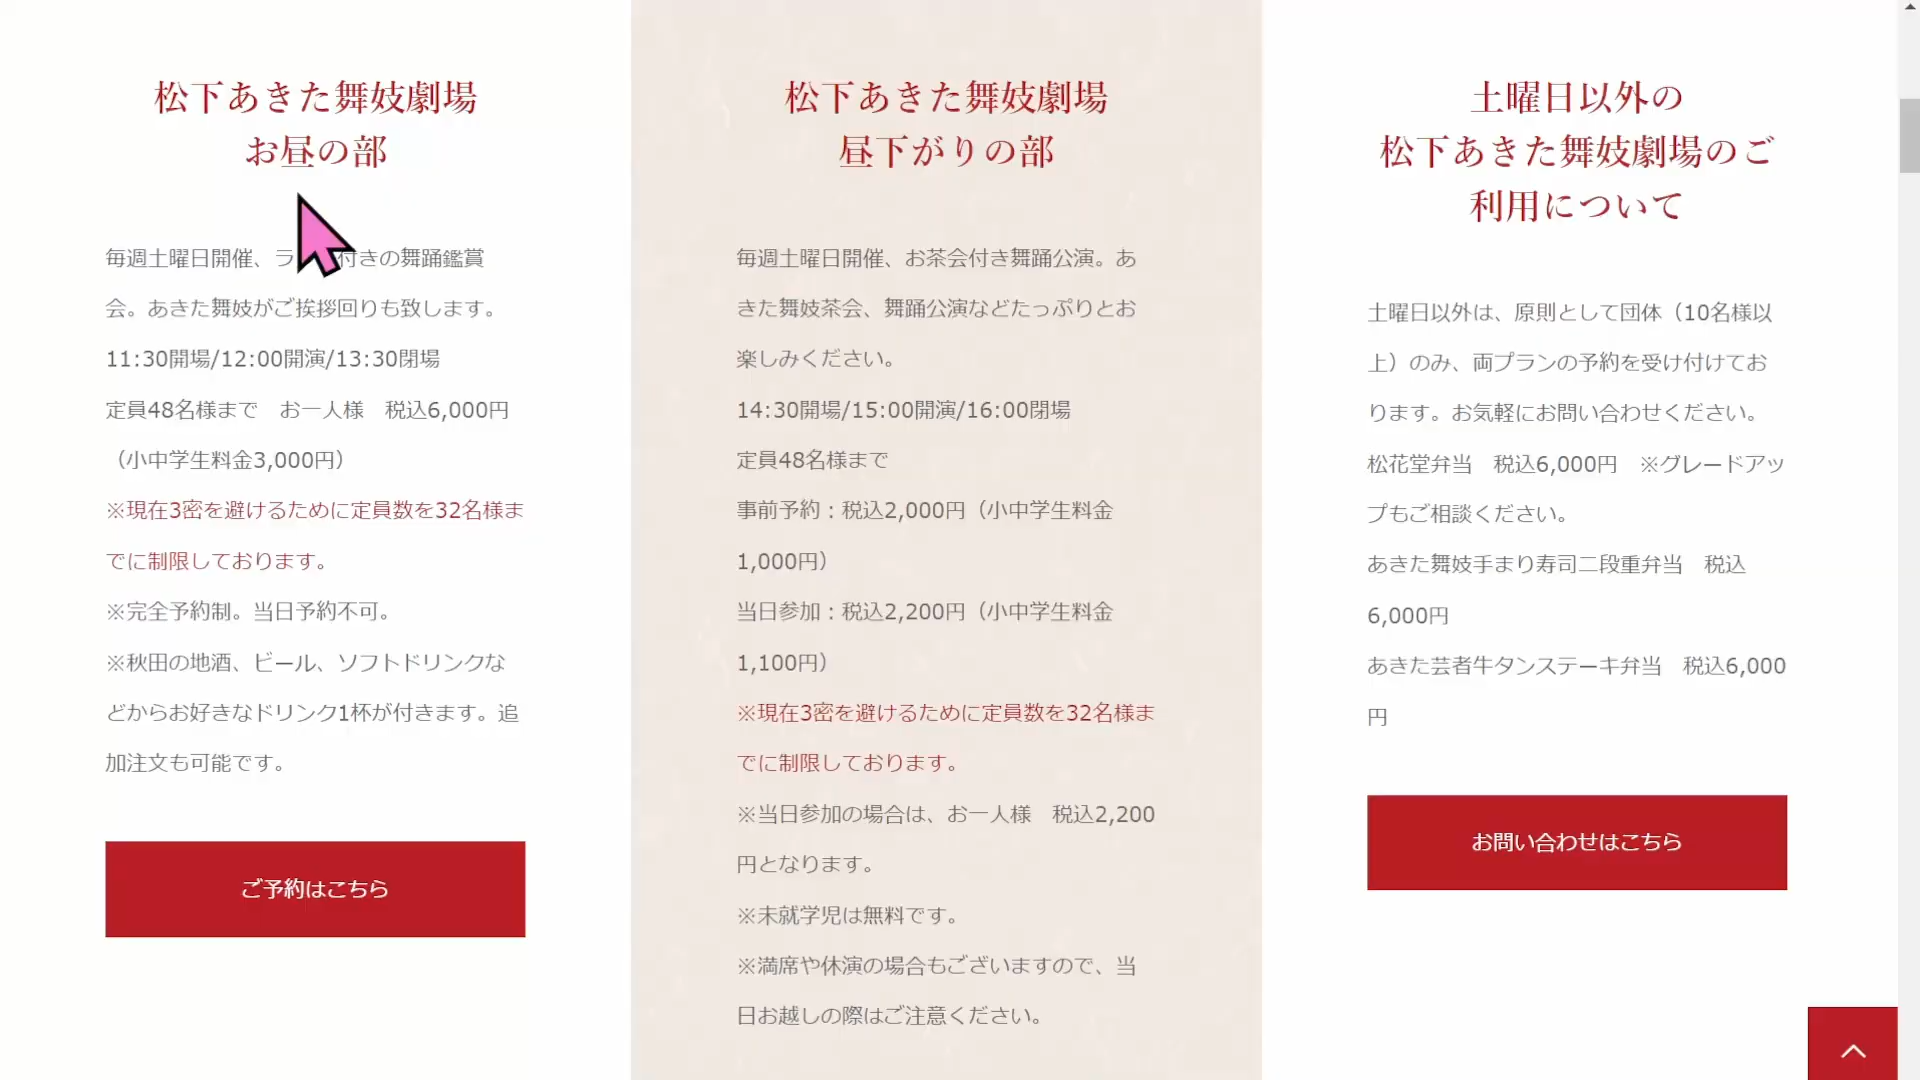 松下あきた舞妓劇場
お昼の部
毎週土曜日開催、ラ 付きの舞踊鑑賞
会。あきた舞妓がご挨拶回りも致します。
11:30開場/12:00開演/13:30閉場
定員48名様まで　お一人様　税込6,000円
（小中学生料金3,000円）
※現在3密を避けるために定員数を32名様ま
でに制限しております。
※完全予約制。当日予約不可。
※秋田の地酒、ビール、ソフトドリンクな
どからお好きなドリンク1杯が付きます。追
加注文も可能です。
ご予約はこちら
松下あきた舞妓劇場
昼下がりの部
毎週土曜日開催、お茶会付き舞踊公演。あ
きた舞妓茶会、舞踊公演などたっぷりとお
楽しみください。
14:30開場/15:00開演/16:00閉場
定員48名様まで
事前予約：税込2,000円（小中学生料金
1,000円）
当日参加：税込2,200円（小中学生料金
1,100円）
※現在3密を避けるために定員数を32名様ま
でに制限しております。
※当日参加の場合は、お一人様　税込2,200
円となります。
※未就学児は無料です。
※満席や休演の場合もございますので、当
日お越しの際はご注意ください。
土曜日以外の
松下あきた舞妓劇場のご
利用について
土曜日以外は、原則として団体（10名様以
上）のみ、両プランの予約を受け付けてお
ります。お気軽にお問い合わせください。
松花堂弁当　税込6,000円　※グレードアッ
プもご相談ください。
あきた舞妓手まり寿司二段重弁当　税込
6,000円
あきた芸者牛タンステーキ弁当　税込6,000
円
お問い合わせはこちら